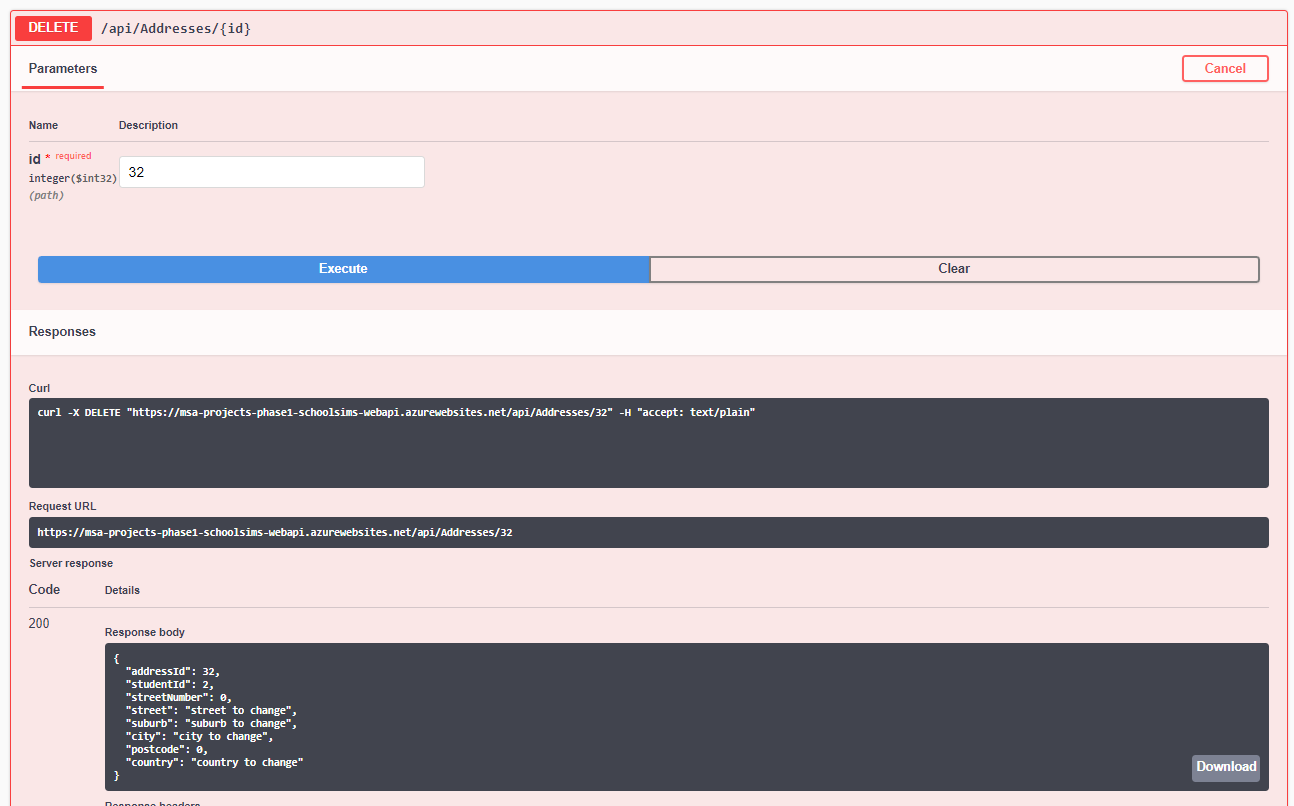 DELETE /api/Addresses/{id}
Parameters
Cancel
Name Description
id * required
integer($int32)
(path)
32
Execute
Clear
Responses
Curl
curl -X DELETE "https://msa-projects-phase1-schoolsims-webapi.azurewebsites.net/api/Addresses/32" -H "accept: text/plain"
Request URL
https://msa-projects-phase1-schoolsims-webapi.azurewebsites.net/api/Addresses/32
Server response
Code Details
200
Response body
{
  "addressId": 32,
  "studentId": 2,
  "streetNumber": 0,
  "street": "street to change",
  "suburb": "suburb to change",
  "city": "city to change",
  "postcode": 0,
  "country": "country to change"
}
Download
Response headers